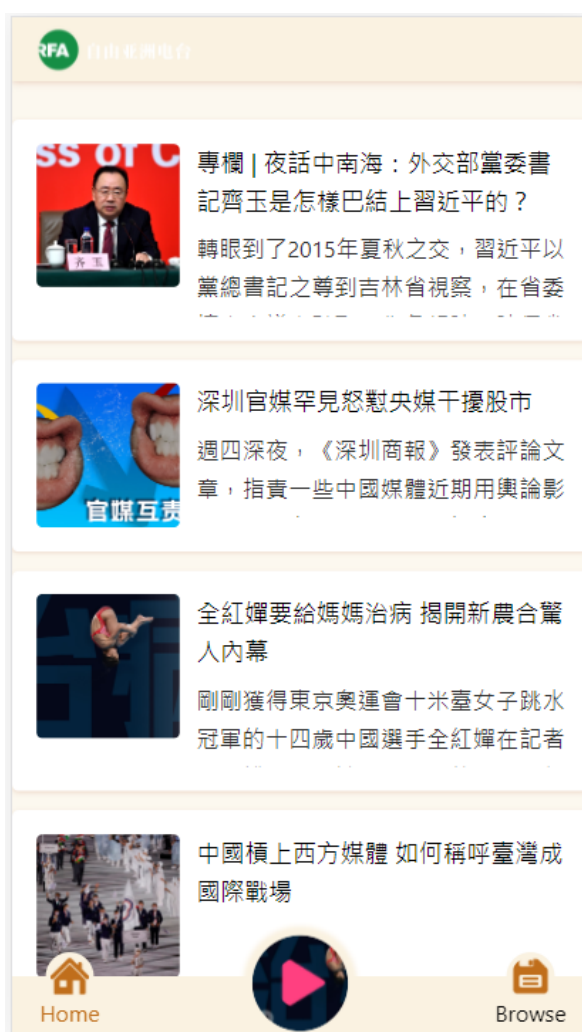 RFA 自由亚洲电台
ss of C
齐玉
專欄 | 夜話中南海：外交部黨委書
記齊玉是怎樣巴結上習近平的？
轉眼到了2015年夏秋之交，習近平以
黨總書記之尊到吉林省視察，在省委
官媒互责
深圳官媒罕見怒懟央媒干擾股市
週四深夜，《深圳商報》發表評論文
章，指責一些中國媒體近期用輿論影
全紅嬋要給媽媽治病 揭開新農合驚
人內幕
剛剛獲得東京奧運會十米臺女子跳水
冠軍的十四歲中國選手全紅嬋在記者
中國槓上西方媒體 如何稱呼臺灣成
國際戰場
Home
Browse